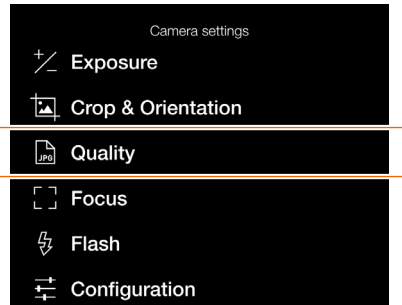 Camera settings
Exposure
Crop & Orientation
JPG Quality
Focus
Flash
Configuration